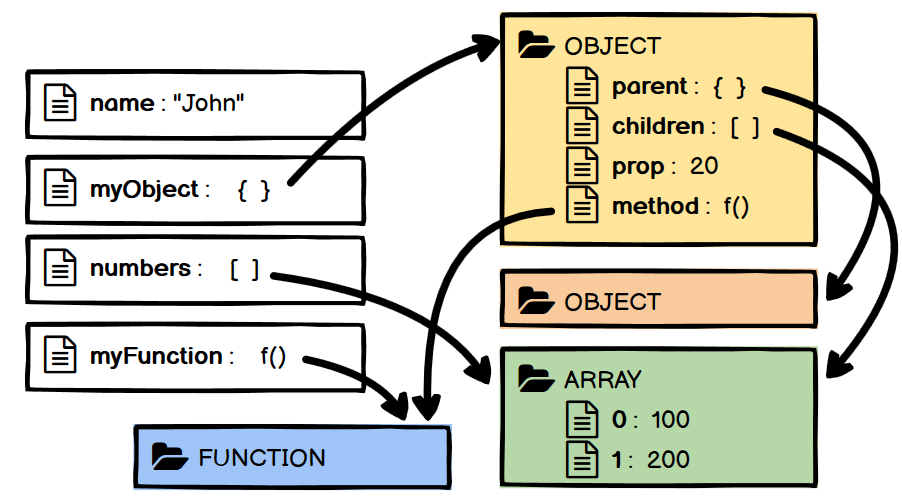 name : "John"
myObject : { }
numbers : [ ]
myFunction : f()
FUNCTION
OBJECT
parent : { }
children : [ ]
prop : 20
method : f()
OBJECT
ARRAY
0 : 100
1 : 200